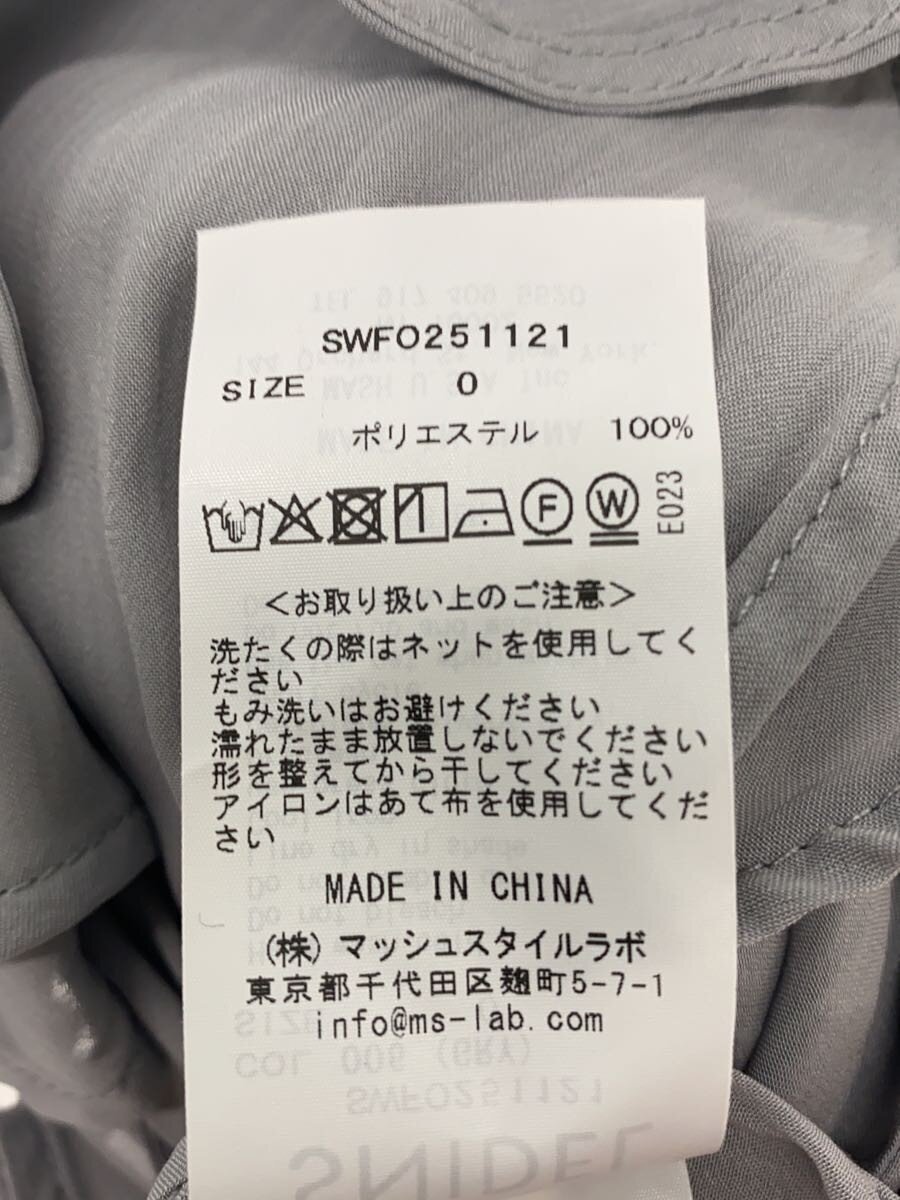 SWFO251121
SIZE 0
ポリエステル 100%
F W E023
<お取り扱い上のご注意>
洗たくの際はネットを使用してく
ださい
もみ洗いはお避けください
濡れたまま放置しないでください
形を整えてから干してください
アイロンはあて布を使用してくだ
さい
MADE IN CHINA
(株)マッシュスタイルラボ
東京都千代田区麹町5-7-1
info@ms-lab.com